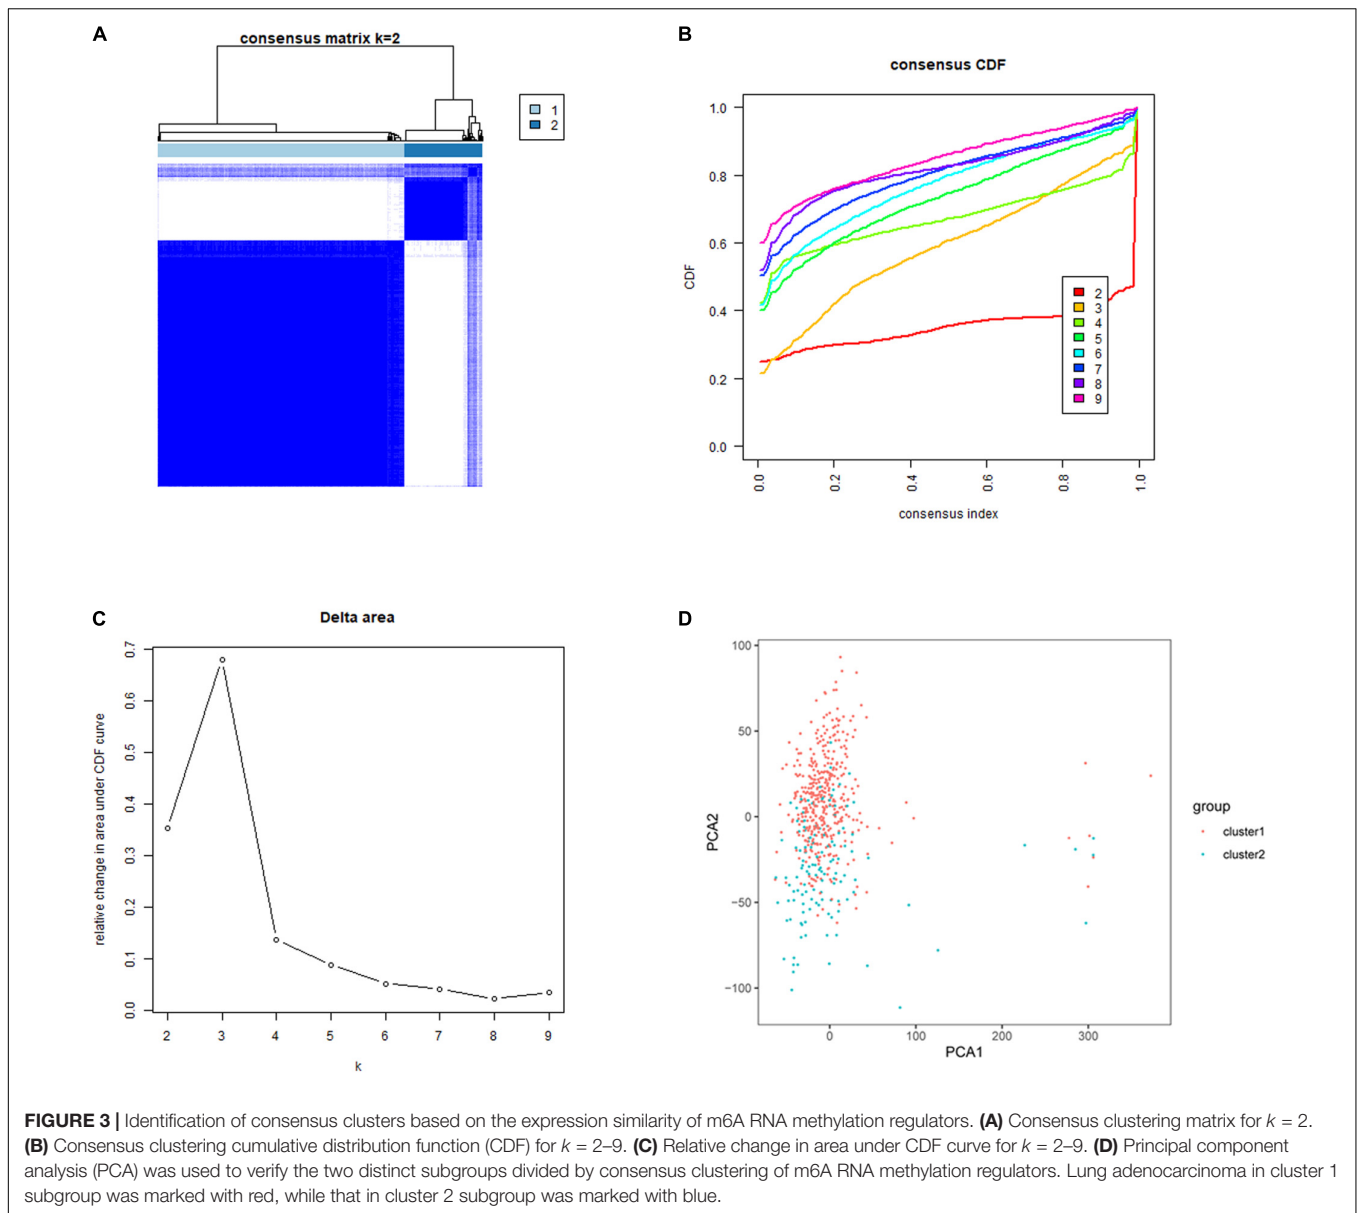 A
consensus matrix k=2
1
2
B
consensus CDF
CDF
1.0
0.8
0.6
0.4
0.2
0.0
2
3
4
5
6
7
8
9
0.0
0.2
0.4
0.6
0.8
1.0
consensus index
C
Delta area
relative change in area under CDF curve
0.7
0.6
0.5
0.4
0.3
0.2
0.1
0.0
2 3 4 5 6 7 8 9
k
D
PCA2
100
50
0
−50
−100
0 100 200 300
PCA1
group
cluster1
cluster2
FIGURE 3 | Identification of consensus clusters based on the expression similarity of m6A RNA methylation regulators. (A) Consensus clustering matrix for k = 2.
(B) Consensus clustering cumulative distribution function (CDF) for k = 2–9. (C) Relative change in area under CDF curve for k = 2–9. (D) Principal component
analysis (PCA) was used to verify the two distinct subgroups divided by consensus clustering of m6A RNA methylation regulators. Lung adenocarcinoma in cluster 1
subgroup was marked with red, while that in cluster 2 subgroup was marked with blue.